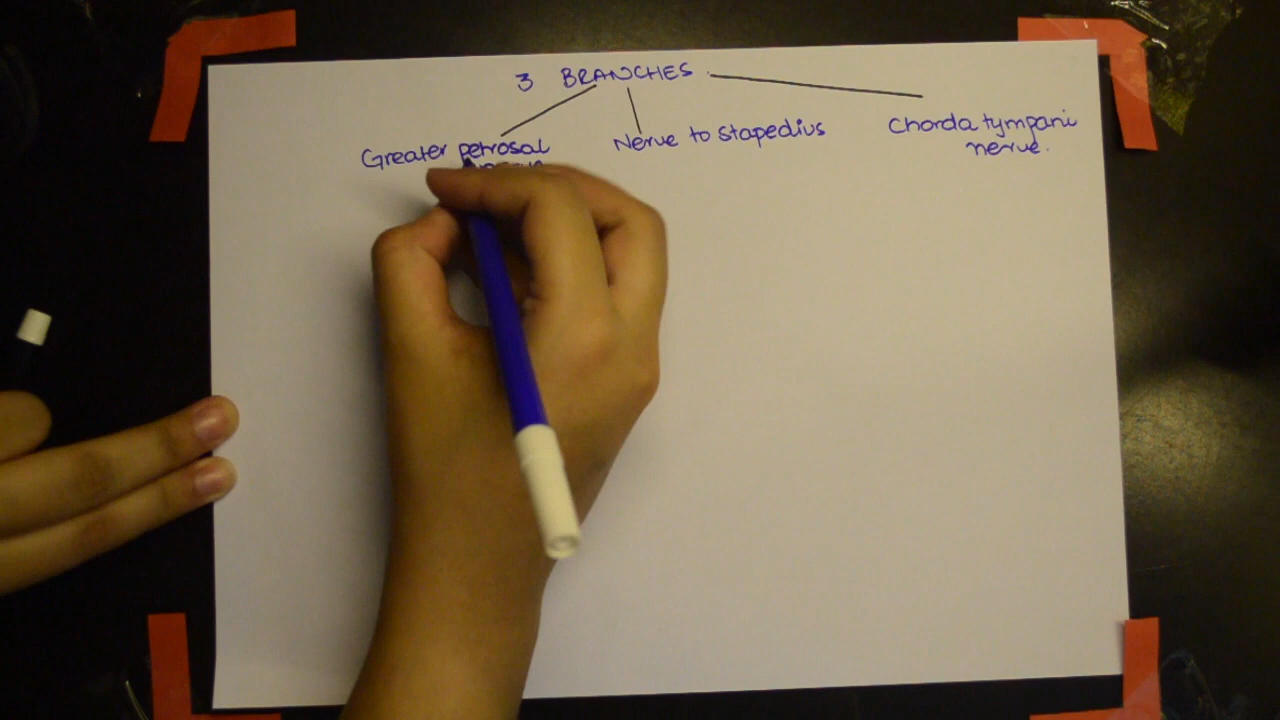 3 BRANCHES
Greater petrosal
Nerve to stapedius
Chorda tympani
nerve.